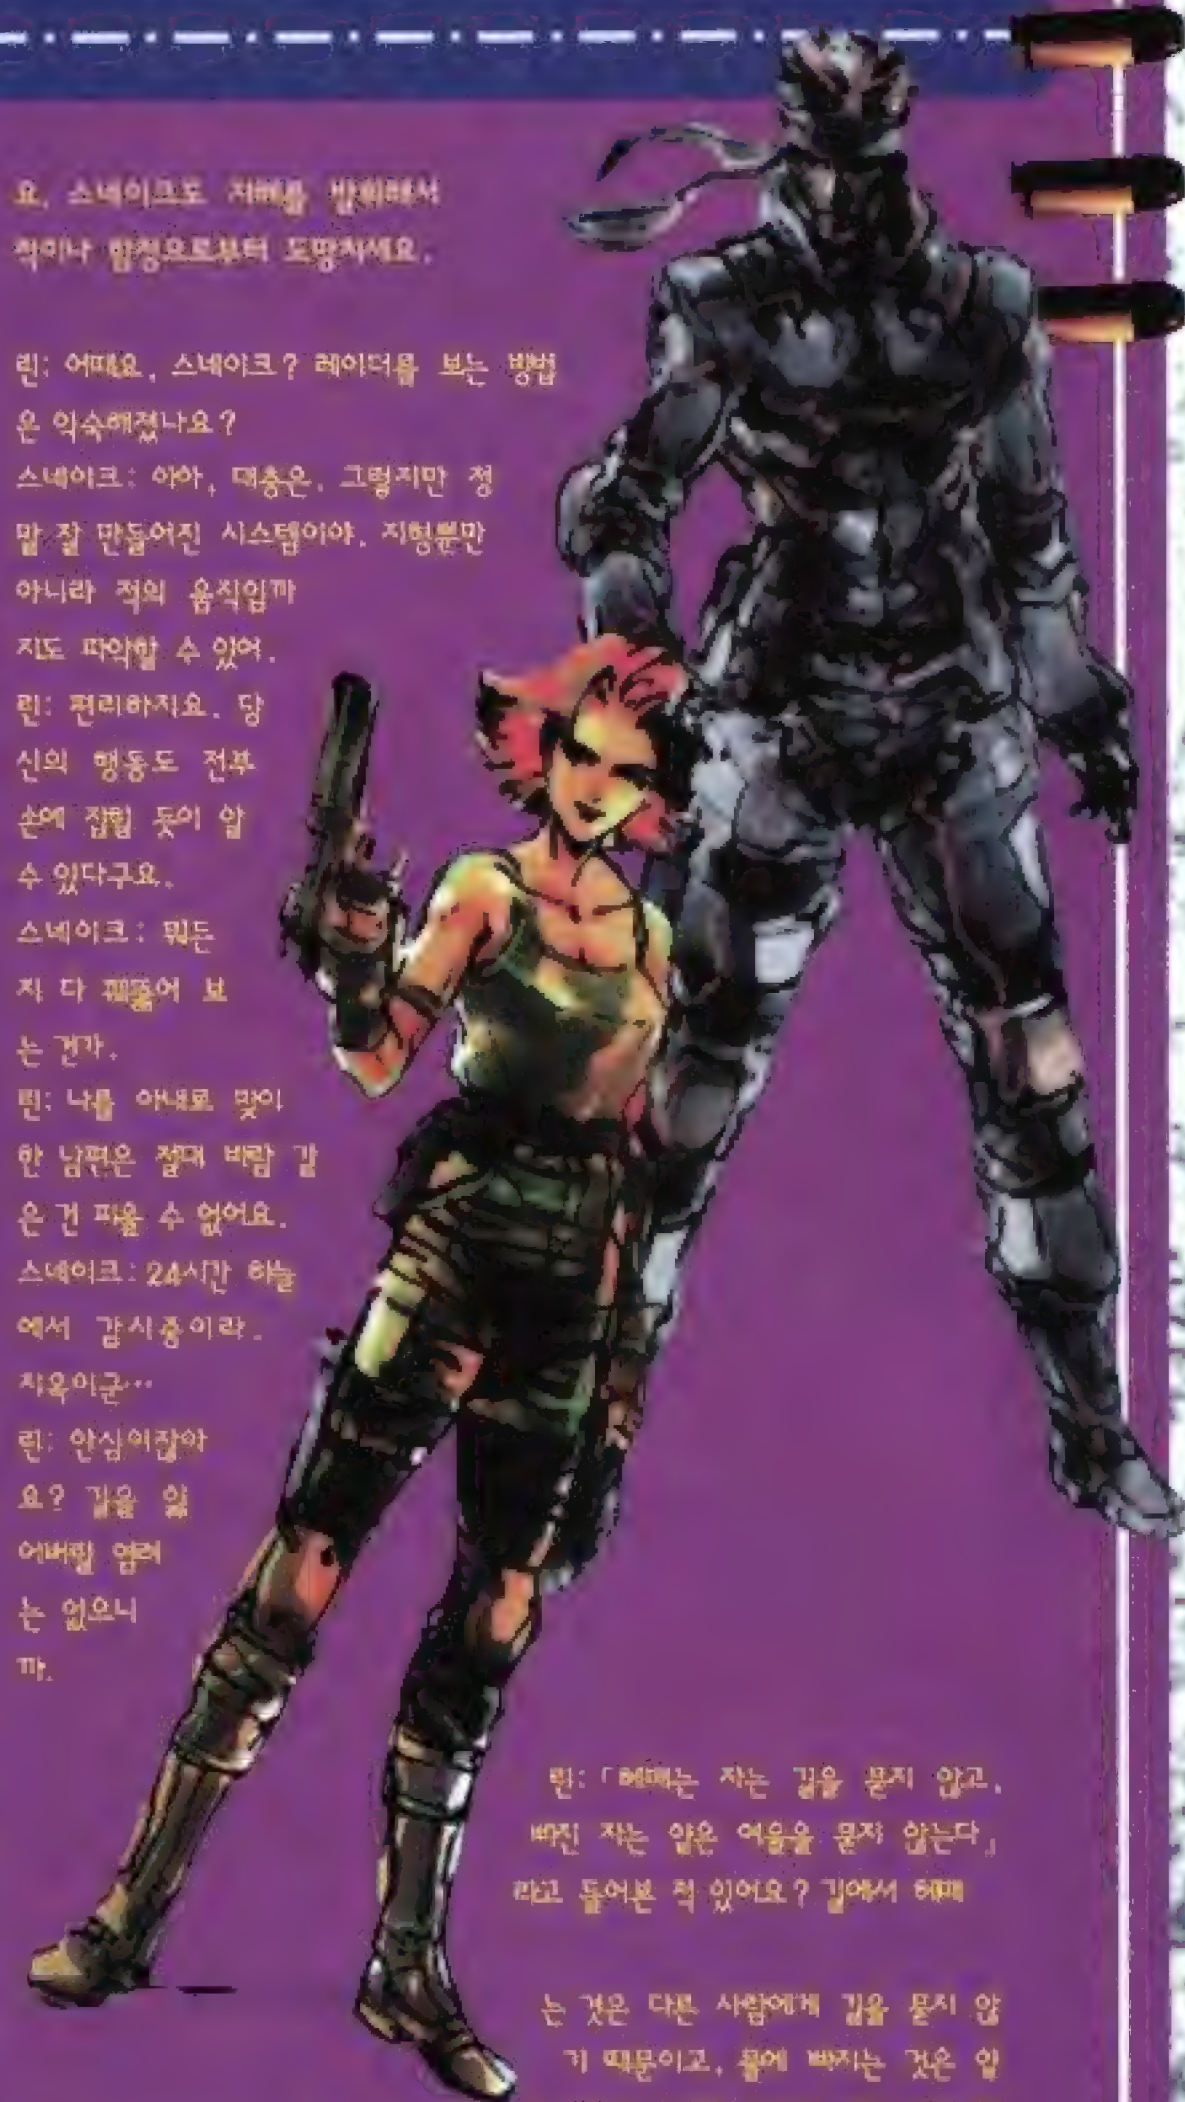 요. 스네이크도 지혜를 발휘해서
적이나 함정으로부터 도망치세요.
린: 어때요, 스네이크? 레이더를 보는 방법
은 익숙해졌나요?
스네이크: 아아, 대충은. 그렇지만 정
말 잘 만들어진 시스템이야. 지형뿐만
아니라 적의 움직임까
지도 파악할 수 있어.
린: 편리하지요. 당
신의 행동도 전부
손에 잡힐 듯이 알
수 있다구요.
스네이크: 뭐든
지 다 꿰뚫어 보
는 건가.
린: 나를 아내로 맞이
한 남편은 절대 바람 같
은 건 피울 수 없어요.
스네이크: 24시간 하늘
에서 감시중이라.
지옥이군…
린: 안심이잖아
요? 길을 잃
어버릴 염려
는 없으니
까.
린: 「헤매는 자는 길을 묻지 않고,
빠진 자는 얕은 여울을 묻지 않는다」
라고 들어본 적 있어요? 길에서 헤매
는 것은 다른 사람에게 길을 묻지 않
기 때문이고, 물에 빠지는 것은 얕